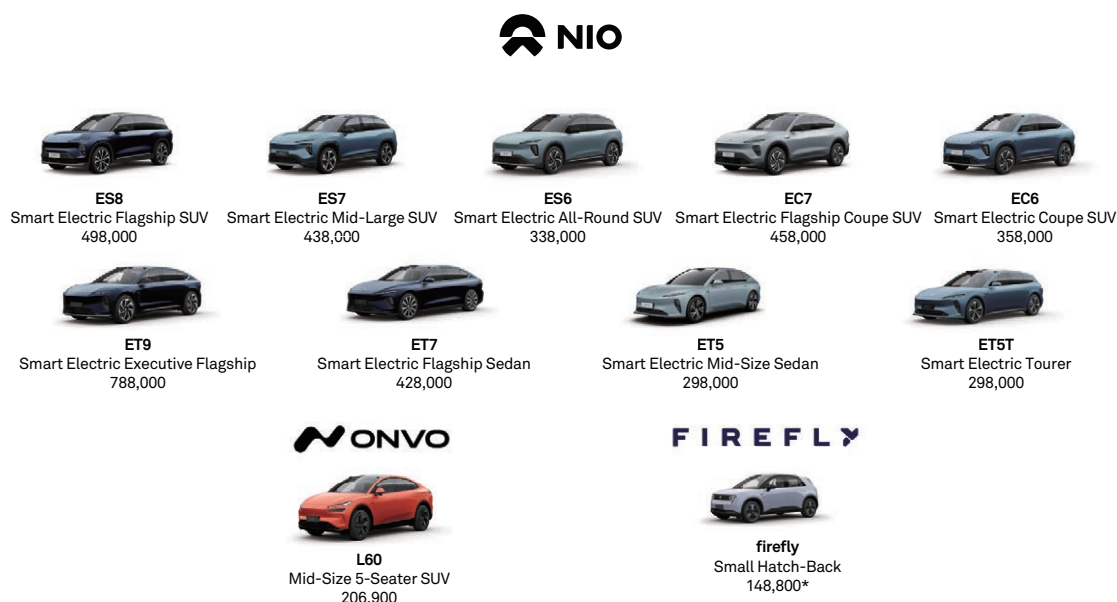 NIO
ES8 ES7 ES6 EC7 EC6
Smart Electric Flagship SUV Smart Electric Mid-Large SUV Smart Electric All-Round SUV Smart Electric Flagship Coupe SUV Smart Electric Coupe SUV
498,000 438,000 338,000 458,000 358,000
ET9 ET7 ET5 ET5T
Smart Electric Executive Flagship Smart Electric Flagship Sedan Smart Electric Mid-Size Sedan Smart Electric Tourer
788,000 428,000 298,000 298,000
ONVO FIREFLY
L60
Mid-Size 5-Seater SUV
206,900
firefly
Small Hatch-Back
148,800*